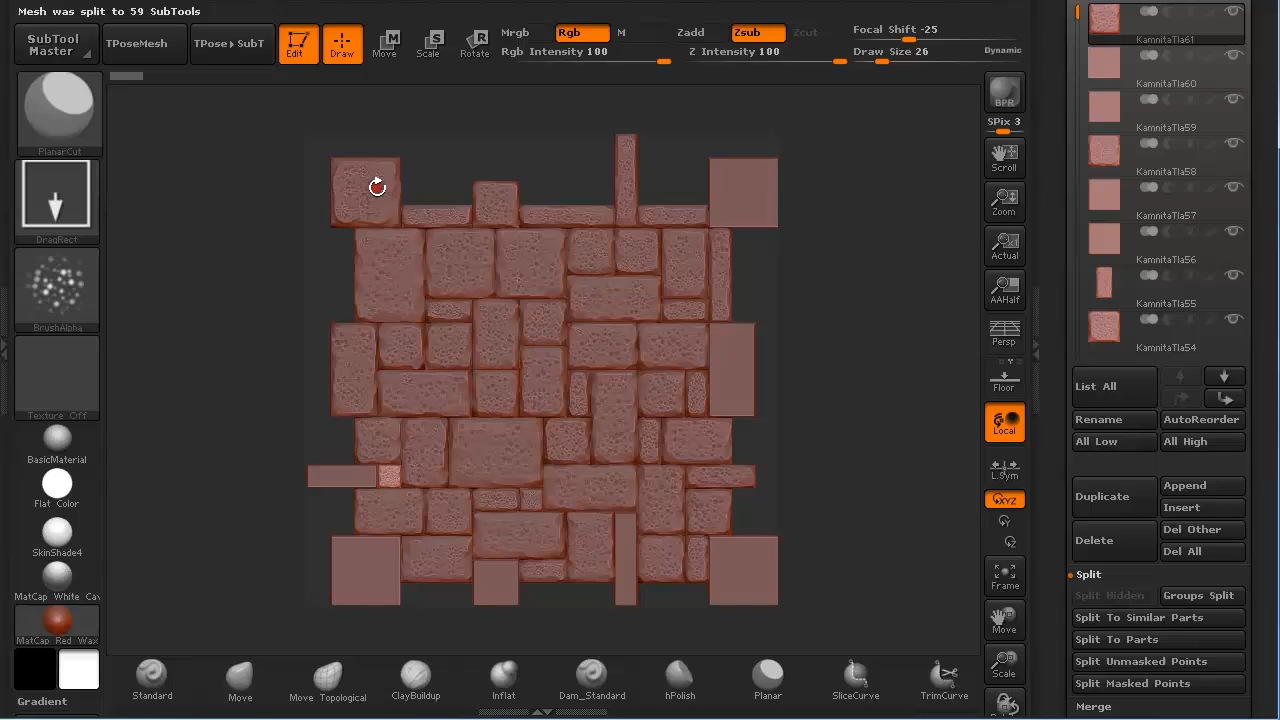 Mesh was split to 59 SubTools
SubTool
Master
TPoseMesh
TPose▸SubT
Edit
Draw
Move
Scale
Rotate
Mrgb
Rgb
M
Rgb Intensity 100
Zadd
Zsub
Zcut
Z Intensity 100
Focal Shift -25
Draw Size 26
Dynamic
PlanarCut
DragRect
BrushAlpha
Texture Off
BasicMaterial
Flat Color
SkinShade4
MatCap White Cav
MatCap Red Wax
Gradient
BPR
SPix 3
Scroll
Zoom
Actual
AAHalf
Persp
Floor
Local
L.Sym
XYZ
Frame
Move
Scale
KamnitaTla61
KamnitaTla60
KamnitaTla59
KamnitaTla58
KamnitaTla57
KamnitaTla56
KamnitaTla55
KamnitaTla54
List All
Rename
AutoReorder
All Low
All High
Duplicate
Append
Insert
Delete
Del Other
Del All
Split
Split Hidden
Groups Split
Split To Similar Parts
Split To Parts
Split Unmasked Points
Split Masked Points
Merge
Standard
Move
Move Topological
ClayBuildup
Inflat
Dam_Standard
hPolish
Planar
SliceCurve
TrimCurve